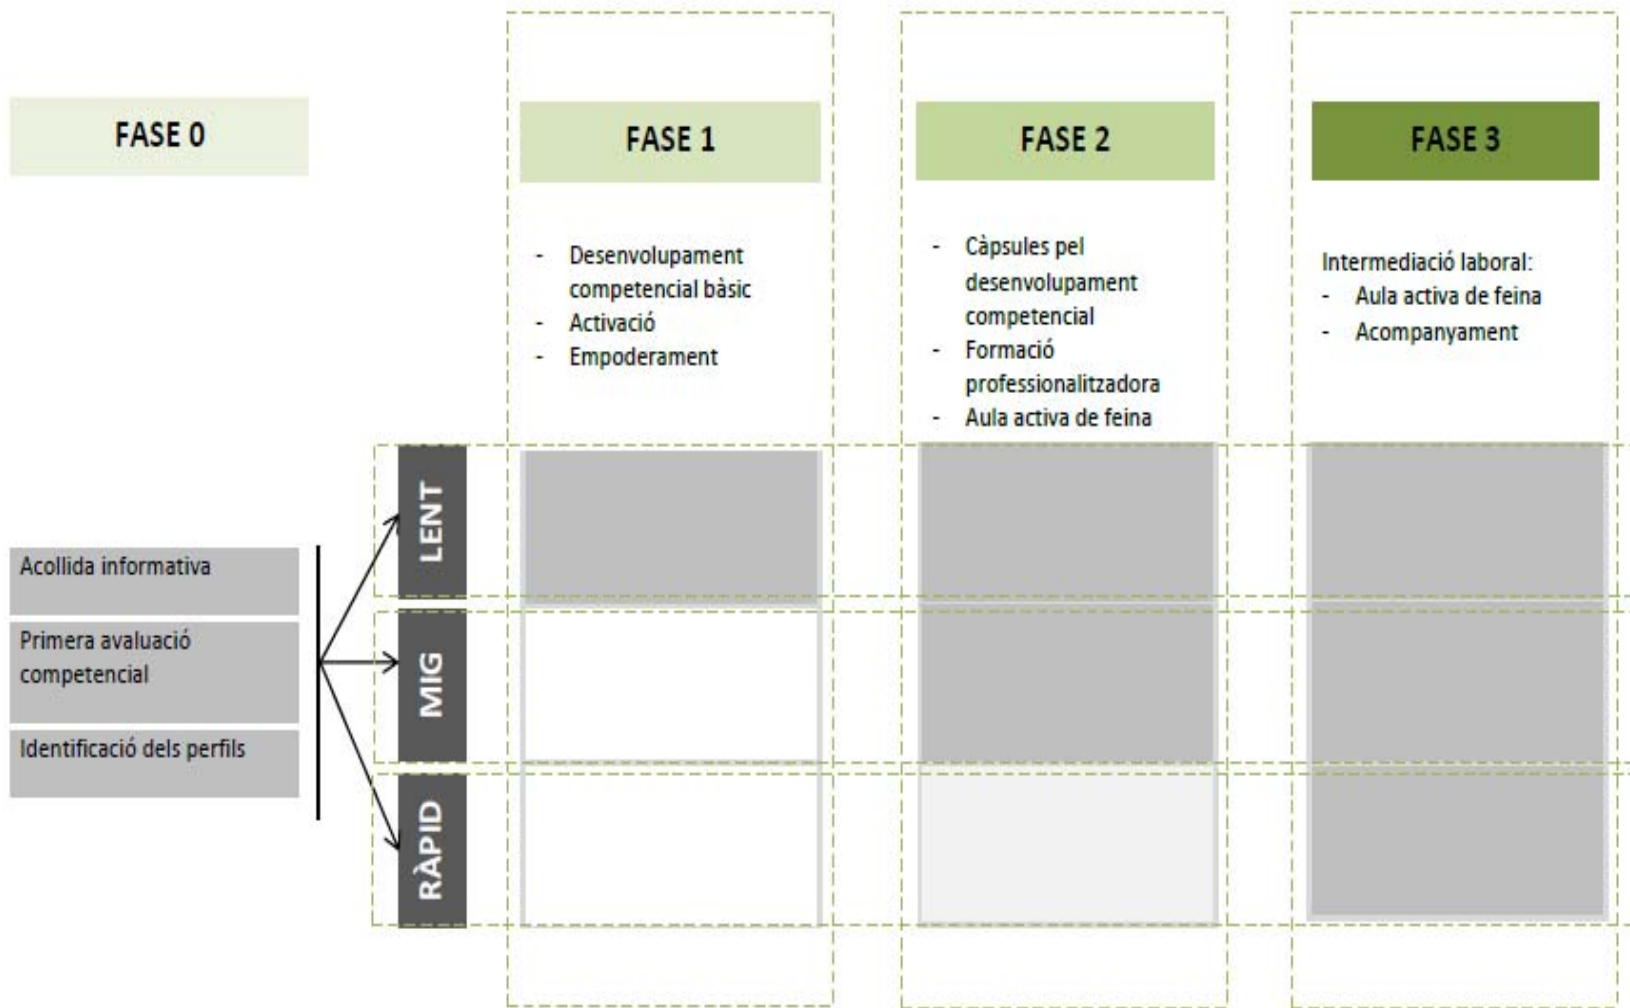 FASE 0
FASE 1
FASE 2
FASE 3
- Desenvolupament
competencial bàsic
- Activació
- Empoderament
- Càpsules pel
desenvolupament
competencial
- Formació
professionalitzadora
- Aula activa de feina
Intermediació laboral:
- Aula activa de feina
- Acompanyament
Acollida informativa
Primera avaluació
competencial
Identificació dels perfils
LENT
MIG
RÀPID